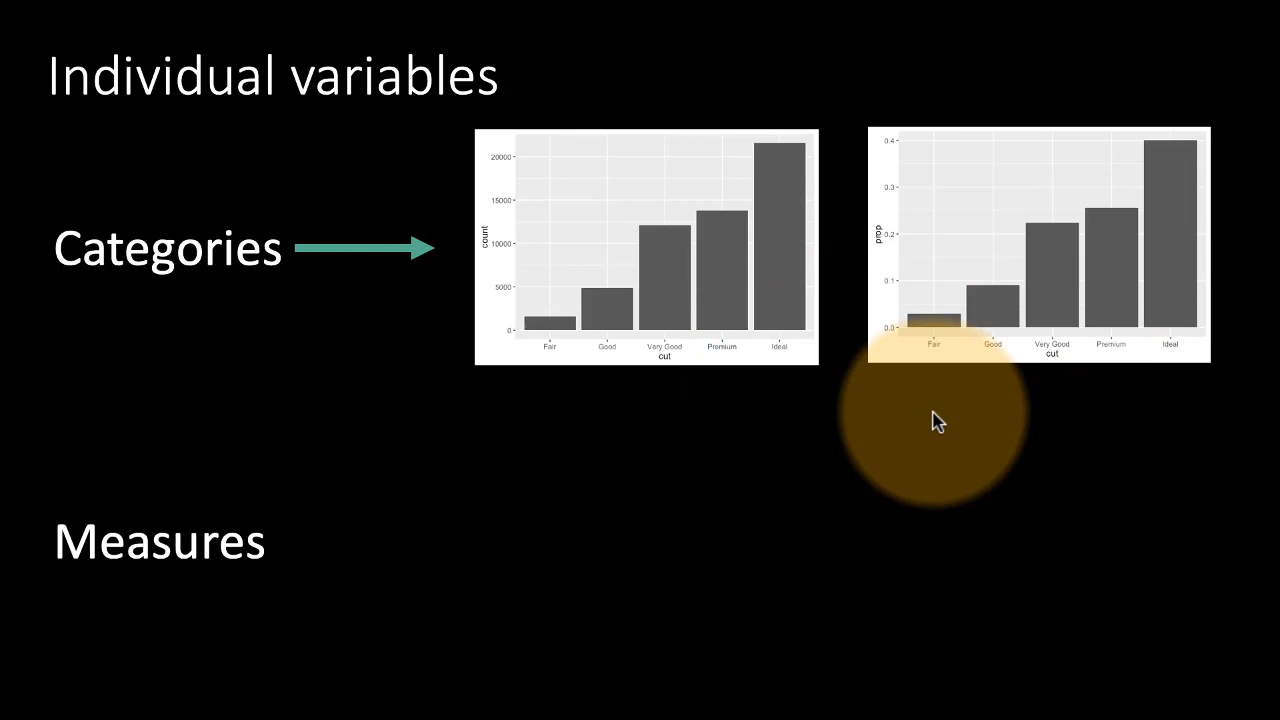 Individual variables
Categories
20000
15000
10000
5000
0
count
Fair Good Very Good Premium Ideal
cut
0.4
0.3
0.2
0.1
0.0
prop
Fair Good Very Good Premium Ideal
cut
Measures